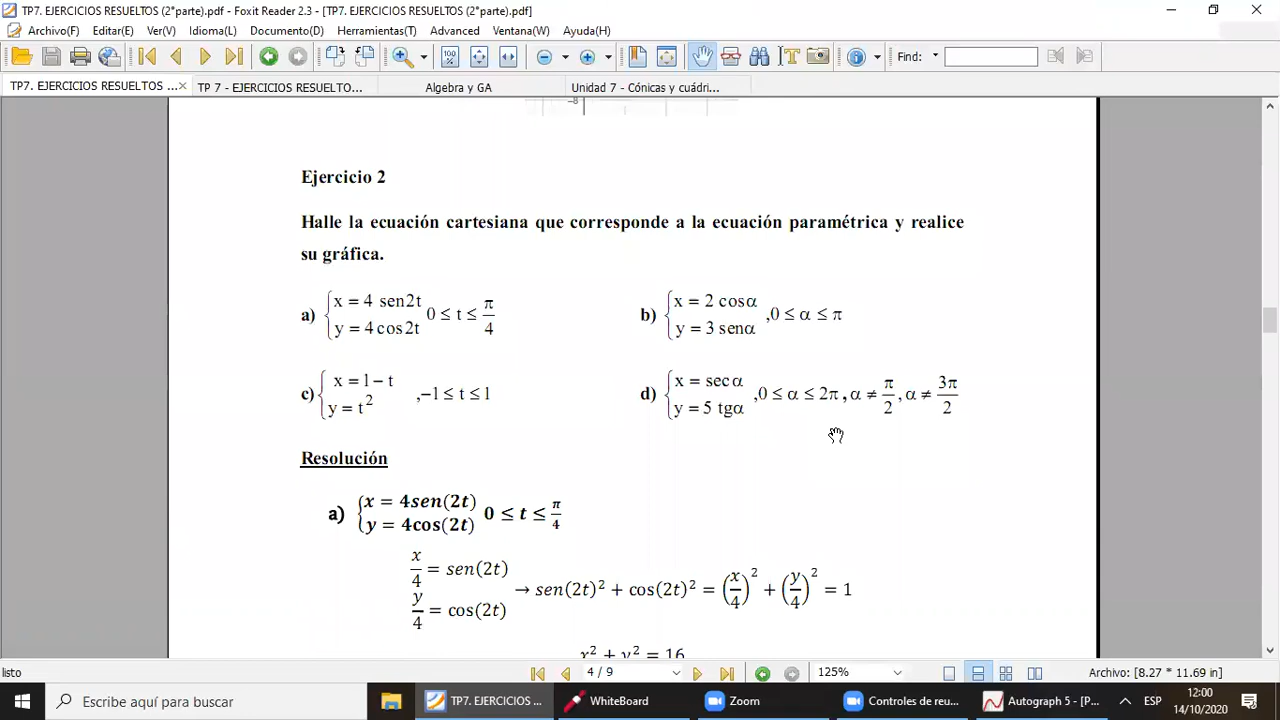 TP7. EJERCICIOS RESUELTOS (2°parte).pdf - Foxit Reader 2.3 - [TP7. EJERCICIOS RESUELTOS (2°parte).pdf]
Archivo(F) Editar(E) Ver(V) Idioma(L) Documento(D) Herramientas(T) Advanced Ventana(W) Ayuda(H)
Find:
TP7. EJERCICIOS RESUELTOS ... TP 7 - EJERCICIOS RESUELTO... Algebra y GA Unidad 7 - Cónicas y cuádri...
-8
Ejercicio 2
Halle la ecuación cartesiana que corresponde a la ecuación paramétrica y realice
su gráfica.
a) { x = 4 sen2t y = 4 cos 2t 0 ≤ t ≤ π/4 b) { x = 2 cosα y = 3 senα ,0 ≤ α ≤ π
c) { x = 1 − t y = t² ,−1 ≤ t ≤ 1 d) { x = secα y = 5 tgα ,0 ≤ α ≤ 2π, α ≠ π/2, α ≠ 3π/2
Resolución
a) { x = 4sen(2t) y = 4cos(2t) 0 ≤ t ≤ π/4
x/4 = sen(2t)
y/4 = cos(2t)
→ sen(2t)² + cos(2t)² = (x/4)² + (y/4)² = 1
x² + y² = 16
listo 4 / 9 125% Archivo: [8.27 * 11.69 in]
Escribe aquí para buscar TP7. EJERCICIOS ... WhiteBoard Zoom Controles de reu... Autograph 5 - [P... ESP 12:00
14/10/2020